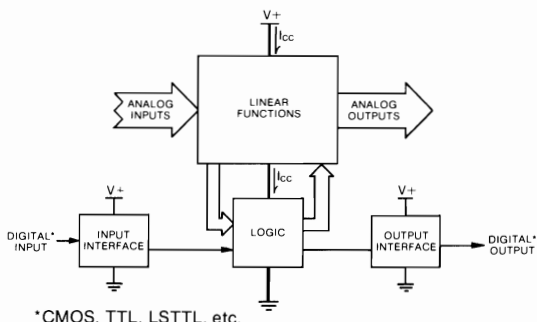 V+
Icc
ANALOG
INPUTS
LINEAR
FUNCTIONS
ANALOG
OUTPUTS
Icc
V+
V+
DIGITAL*
INPUT
INPUT
INTERFACE
LOGIC
OUTPUT
INTERFACE
DIGITAL*
OUTPUT
*CMOS, TTL, LSTTL, etc.